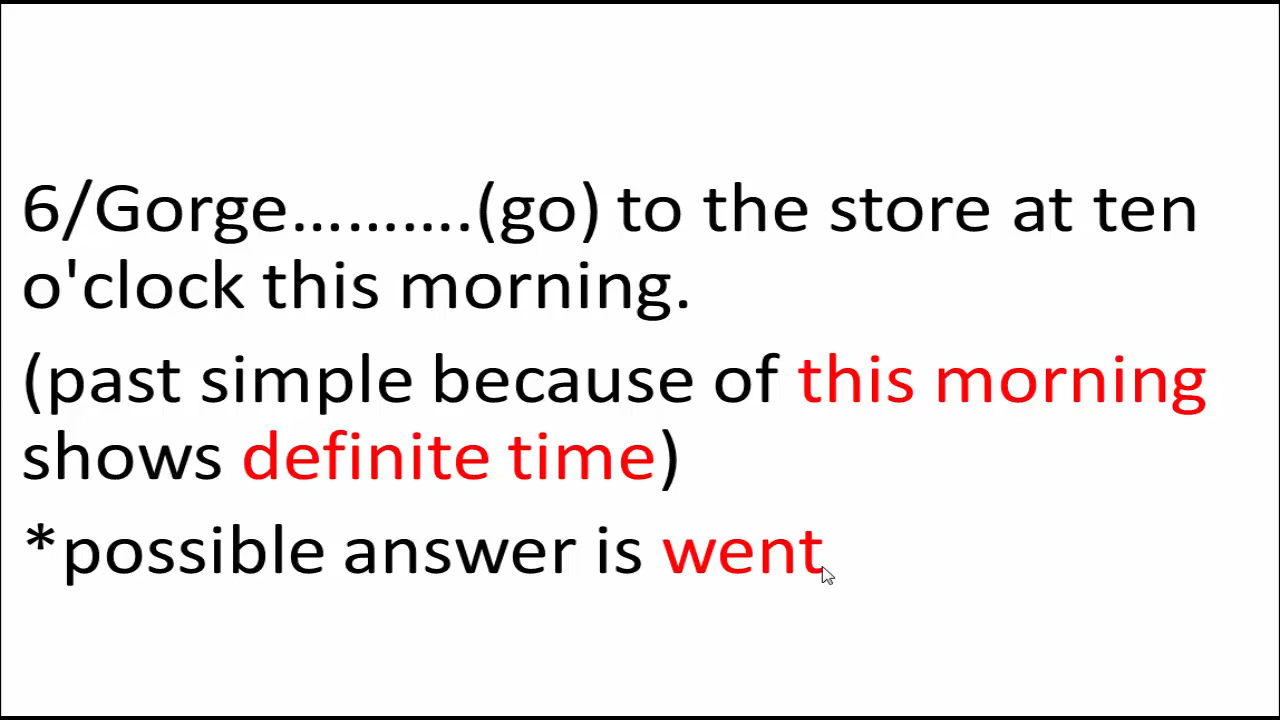 6/Gorge..........(go) to the store at ten
o'clock this morning.
(past simple because of this morning
shows definite time)
*possible answer is went